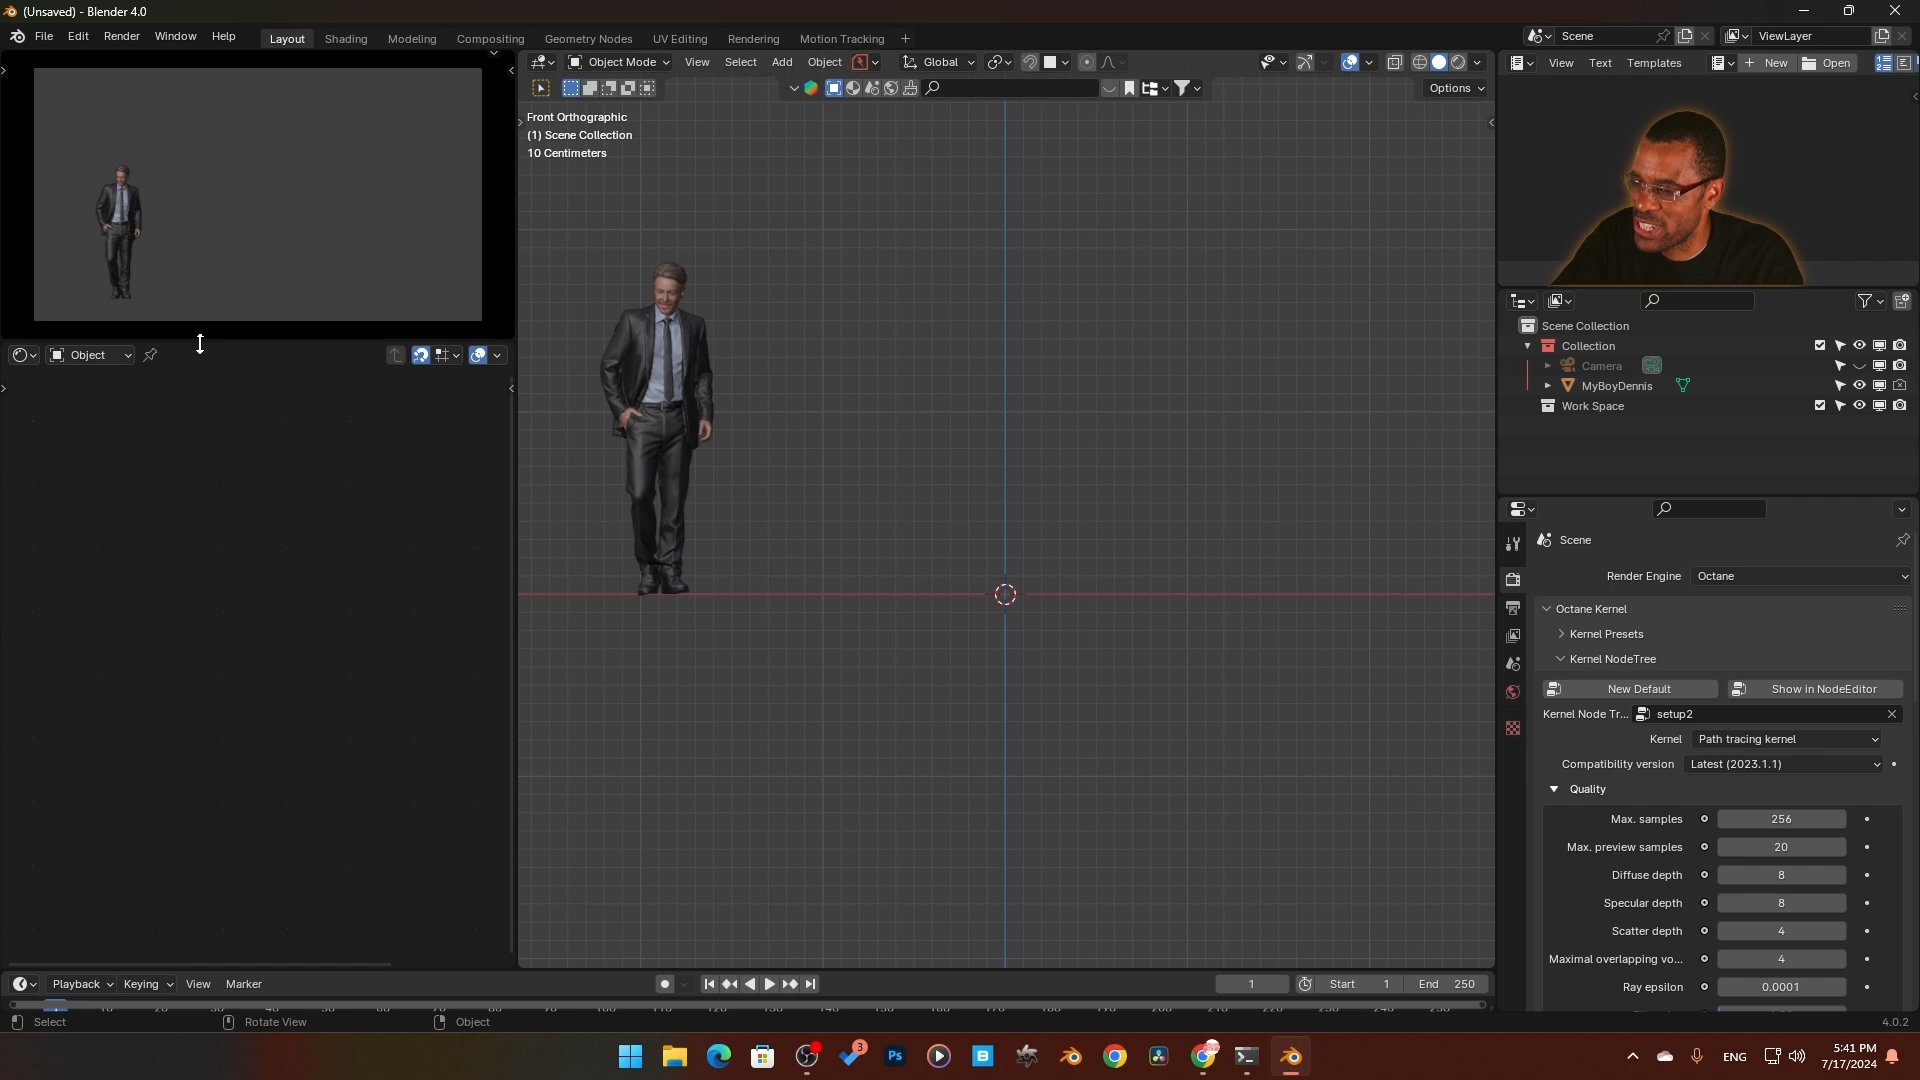 (Unsaved) - Blender 4.0
File Edit Render Window Help
Layout Shading Modeling Compositing Geometry Nodes UV Editing Rendering Motion Tracking
Scene
ViewLayer
Object Mode View Select Add Object Global
View Text Templates New Open
Options
Front Orthographic
(1) Scene Collection
10 Centimeters
Object
Scene Collection
Collection
Camera
MyBoyDennis
Work Space
Scene
Render Engine Octane
Octane Kernel
Kernel Presets
Kernel NodeTree
New Default Show in NodeEditor
Kernel Node Tr... setup2
Kernel Path tracing kernel
Compatibility version Latest (2023.1.1)
Quality
Max. samples 256
Max. preview samples 20
Diffuse depth 8
Specular depth 8
Scatter depth 4
Maximal overlapping vo... 4
Ray epsilon 0.0001
Playback Keying View Marker
1 Start 1 End 250
Select Rotate View Object
4.0.2
3
Ps
ENG
5:41 PM
7/17/2024